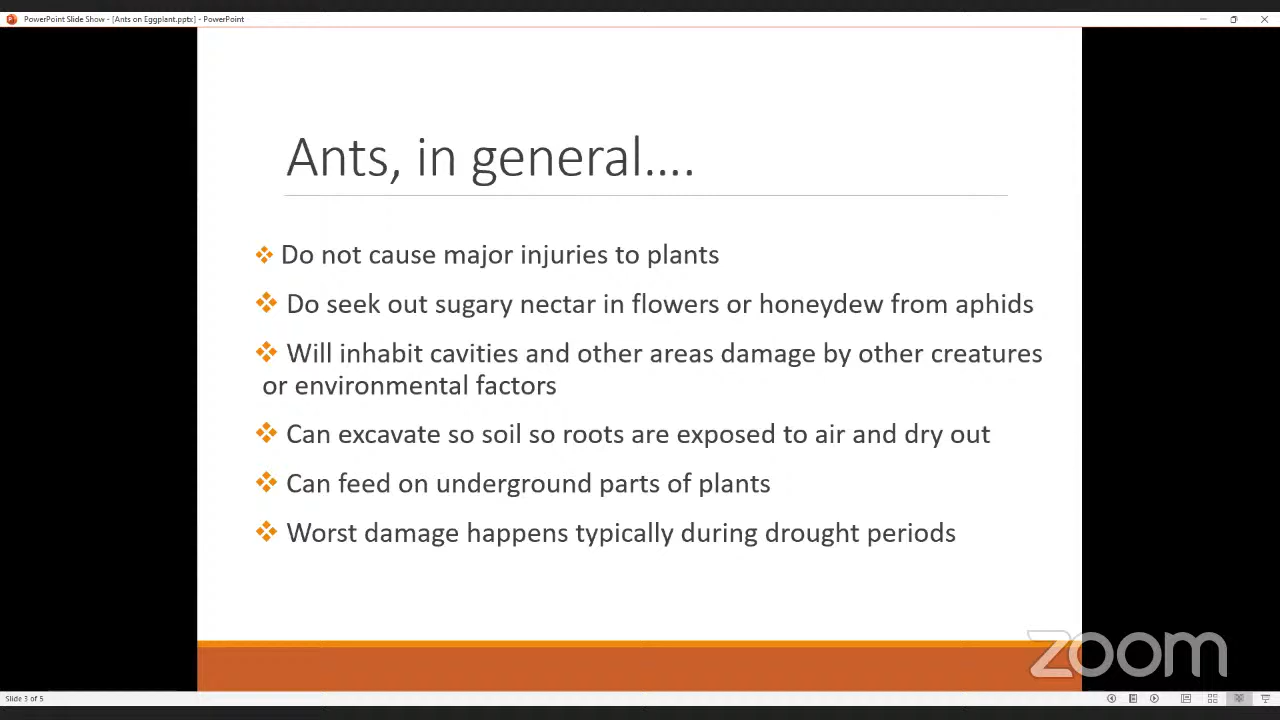 PowerPoint Slide Show - [Ants on Eggplant.pptx] - PowerPoint
Ants, in general....
Do not cause major injuries to plants
Do seek out sugary nectar in flowers or honeydew from aphids
Will inhabit cavities and other areas damage by other creatures
or environmental factors
Can excavate so soil so roots are exposed to air and dry out
Can feed on underground parts of plants
Worst damage happens typically during drought periods
zoom
Slide 3 of 5